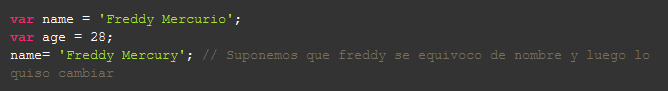 var name = 'Freddy Mercurio';
var age = 28;
name= 'Freddy Mercury'; // Suponemos que freddy se equivoco de nombre y luego lo
quiso cambiar